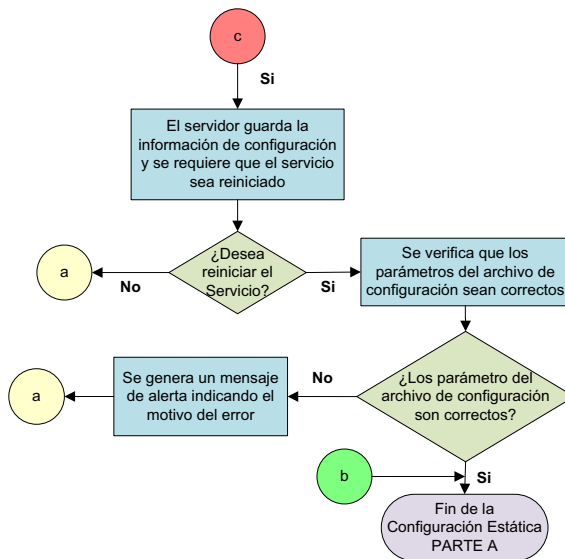 c
Si
El servidor guarda la
información de configuración
y se requiere que el servicio
sea reiniciado
¿Desea
reiniciar el
Servicio?
a
No
Si
Se verifica que los
parámetros del archivo de
configuración sean correctos
¿Los parámetro del
archivo de configuración
son correctos?
No
Se genera un mensaje
de alerta indicando el
motivo del error
a
b
Si
Fin de la
Configuración Estática
PARTE A